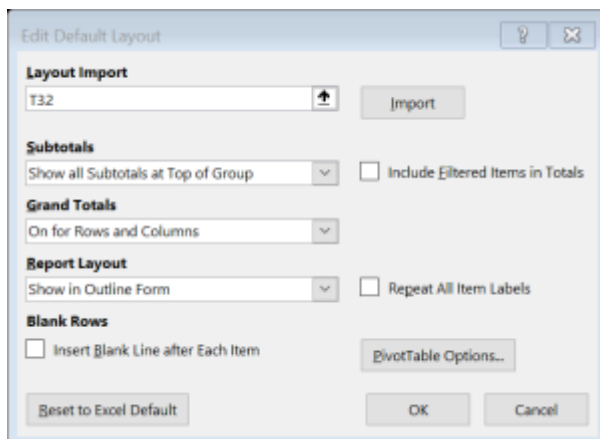 Edit Default Layout
Layout Import
T32
Import
Subtotals
Show all Subtotals at Top of Group
Include Filtered Items in Totals
Grand Totals
On for Rows and Columns
Report Layout
Show in Outline Form
Repeat All Item Labels
Blank Rows
Insert Blank Line after Each Item
PivotTable Options...
Reset to Excel Default
OK
Cancel